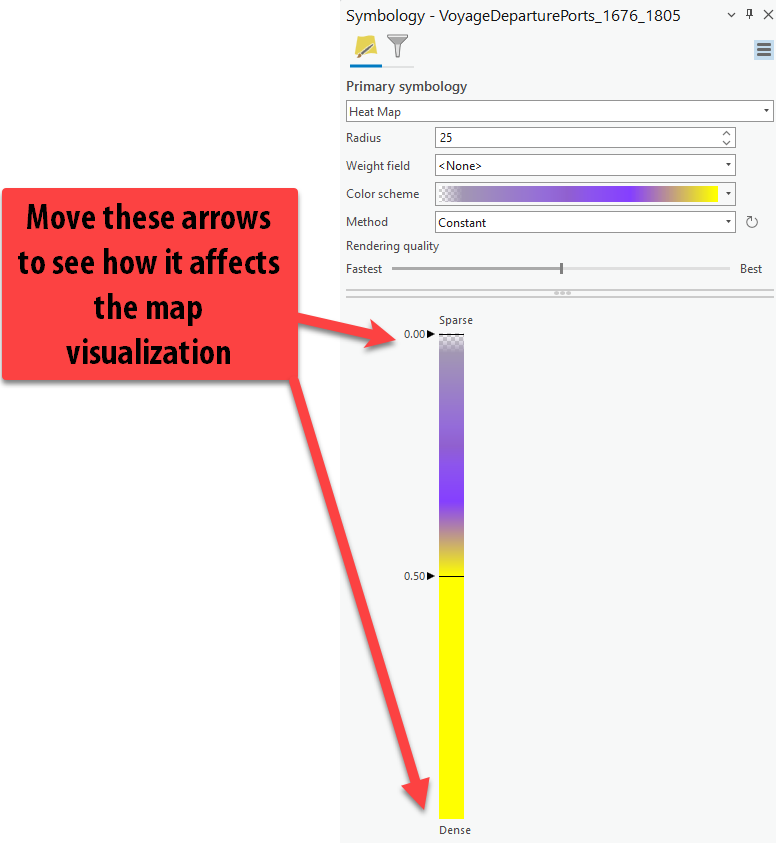 Symbology - VoyageDeparturePorts_1676_1805
Primary symbology
Heat Map
Radius 25
Weight field <None>
Color scheme
Method Constant
Rendering quality
Fastest Best
Move these arrows
to see how it affects
the map
visualization
Sparse
0.00
0.50
Dense